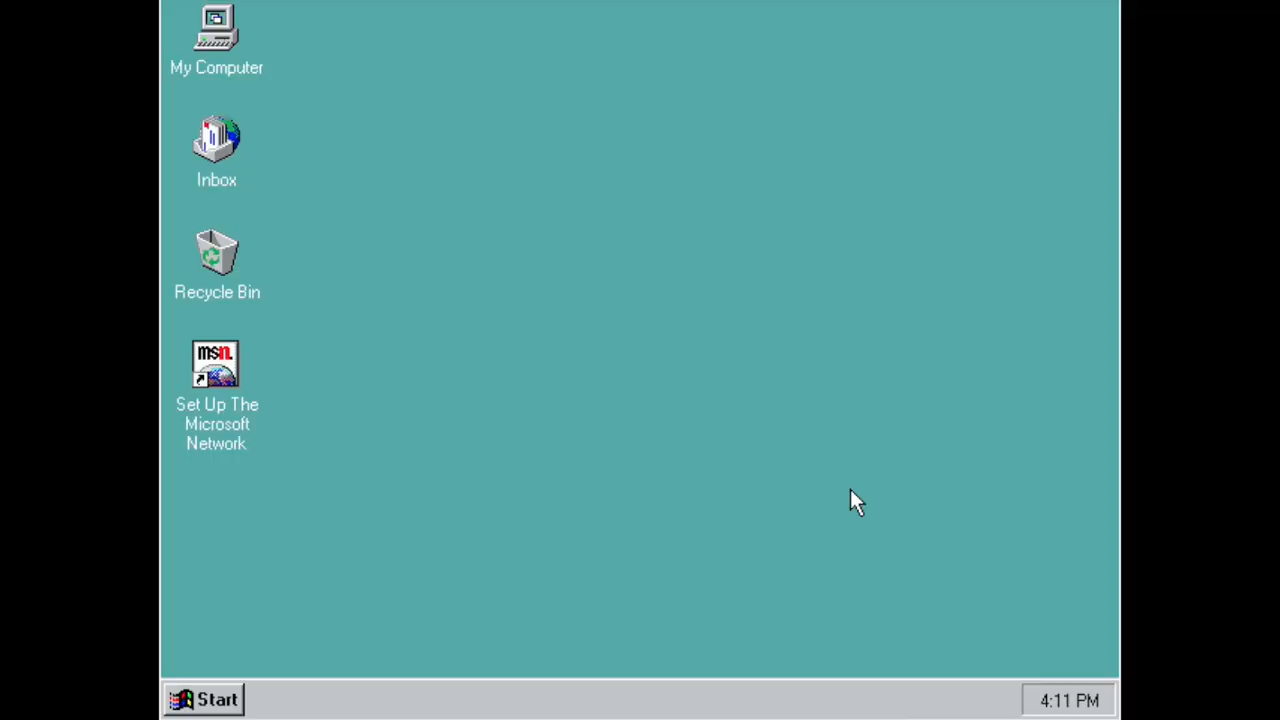 My Computer
Inbox
Recycle Bin
msn.
Set Up The
Microsoft
Network
Start
4:11 PM